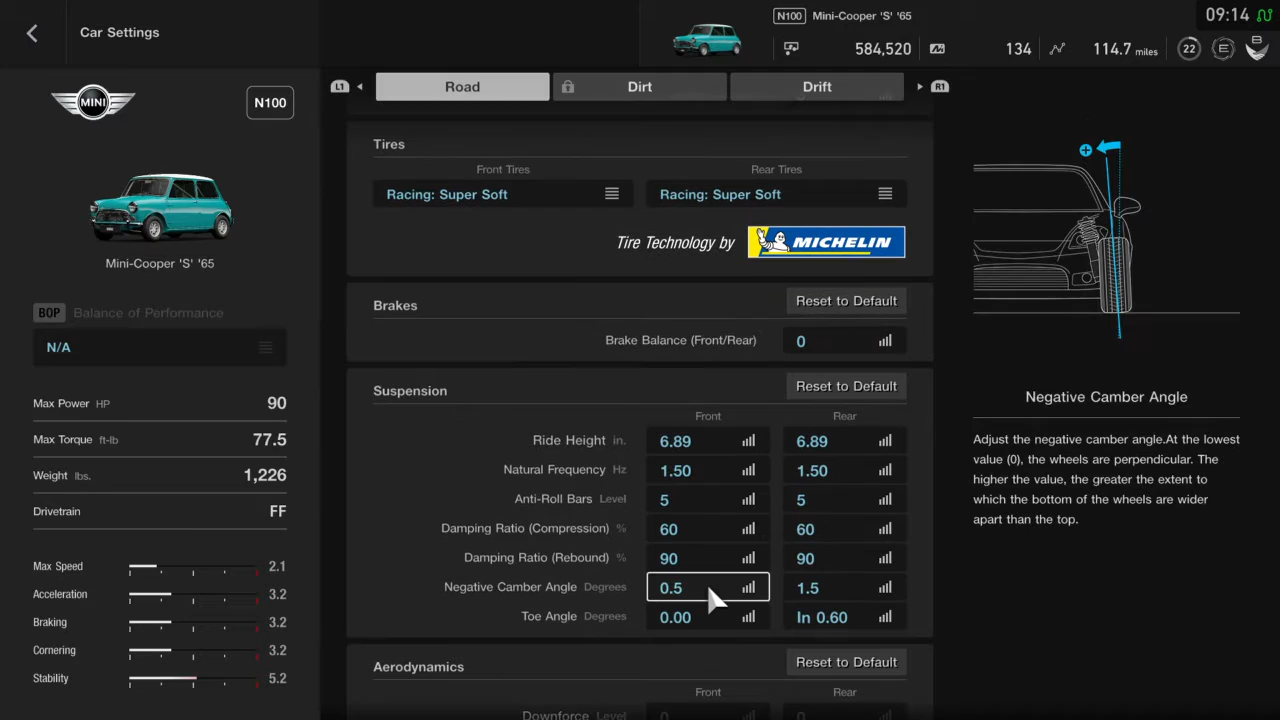 Car Settings
N100 Mini-Cooper 'S' '65
584,520 134 114.7 miles 22 E B
09:14
MINI
N100
Mini-Cooper 'S' '65
BOP Balance of Performance
N/A
Max Power HP 90
Max Torque ft-lb 77.5
Weight lbs. 1,226
Drivetrain FF
Max Speed 2.1
Acceleration 3.2
Braking 3.2
Cornering 3.2
Stability 5.2
L1 Road Dirt Drift R1
Tires
Front Tires Rear Tires
Racing: Super Soft Racing: Super Soft
Tire Technology by MICHELIN
Brakes Reset to Default
Brake Balance (Front/Rear) 0
Suspension Reset to Default
Front Rear
Ride Height in. 6.89 6.89
Natural Frequency Hz 1.50 1.50
Anti-Roll Bars Level 5 5
Damping Ratio (Compression) % 60 60
Damping Ratio (Rebound) % 90 90
Negative Camber Angle Degrees 0.5 1.5
Toe Angle Degrees 0.00 In 0.60
Aerodynamics Reset to Default
Front Rear
Downforce Level 0 0
Negative Camber Angle
Adjust the negative camber angle.At the lowest
value (0), the wheels are perpendicular. The
higher the value, the greater the extent to
which the bottom of the wheels are wider
apart than the top.